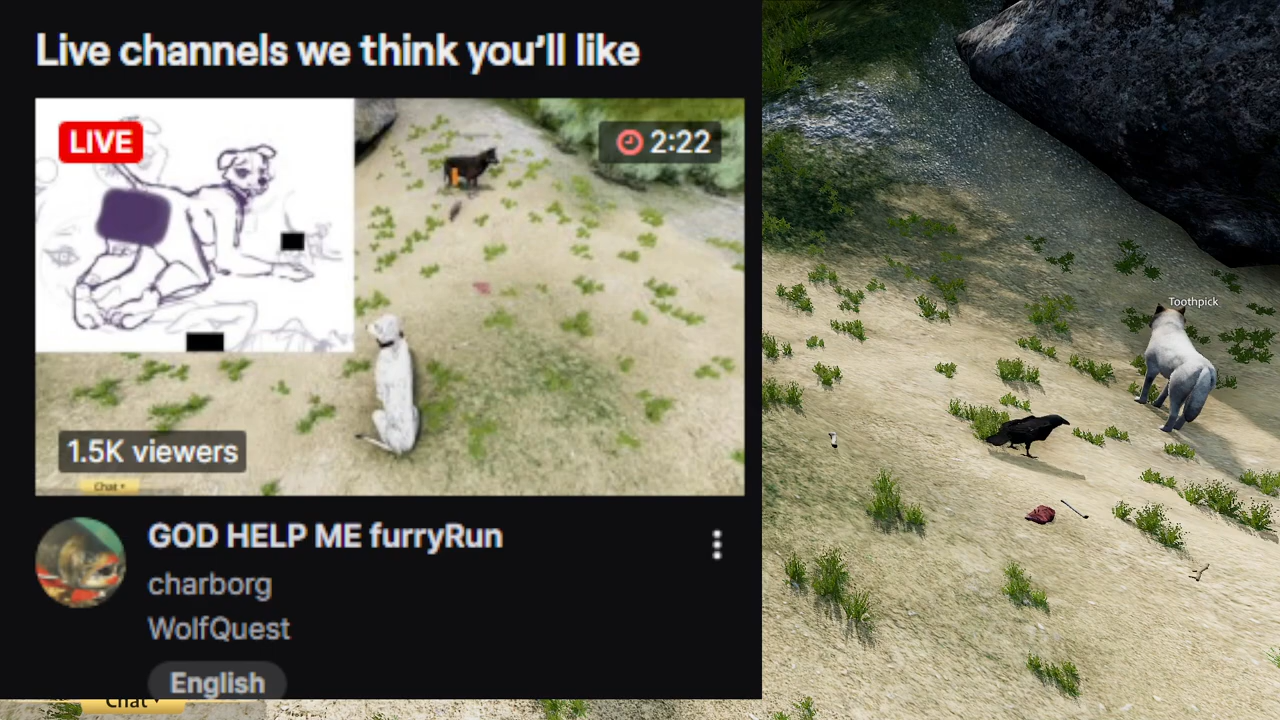 Live channels we think you'll like
LIVE
2:22
1.5K viewers
Chat
GOD HELP ME furryRun
charborg
WolfQuest
English
Chat
Toothpick